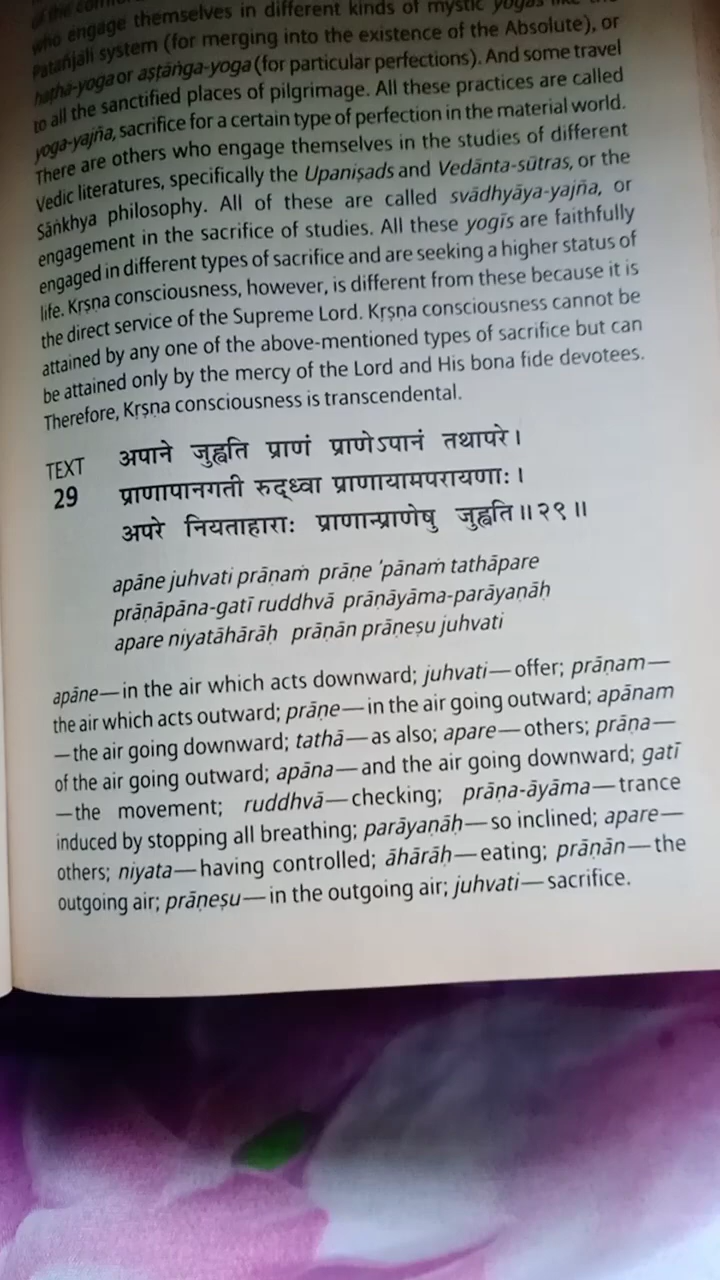 who engage themselves in different kinds of mystic yogas like the
Patañjali system (for merging into the existence of the Absolute), or
haṭha-yoga or aṣṭāṅga-yoga (for particular perfections). And some travel
to all the sanctified places of pilgrimage. All these practices are called
yoga-yajña, sacrifice for a certain type of perfection in the material world.
There are others who engage themselves in the studies of different
Vedic literatures, specifically the Upaniṣads and Vedānta-sūtras, or the
Sāṅkhya philosophy. All of these are called svādhyāya-yajña, or
engagement in the sacrifice of studies. All these yogīs are faithfully
engaged in different types of sacrifice and are seeking a higher status of
life. Kṛṣṇa consciousness, however, is different from these because it is
the direct service of the Supreme Lord. Kṛṣṇa consciousness cannot be
attained by any one of the above-mentioned types of sacrifice but can
be attained only by the mercy of the Lord and His bona fide devotees.
Therefore, Kṛṣṇa consciousness is transcendental.
TEXT 29
अपाने जुह्वति प्राणं प्राणेऽपानं तथापरे ।
प्राणापानगती रुद्ध्वा प्राणायामपरायणाः ।
अपरे नियताहाराः प्राणान्प्राणेषु जुह्वति ॥ २९ ॥
apāne juhvati prāṇaṁ prāṇe 'pānaṁ tathāpare
prāṇāpāna-gatī ruddhvā prāṇāyāma-parāyaṇāḥ
apare niyatāhārāḥ prāṇān prāṇeṣu juhvati
apāne—in the air which acts downward; juhvati—offer; prāṇam—
the air which acts outward; prāṇe—in the air going outward; apānam
—the air going downward; tathā—as also; apare—others; prāṇa—
of the air going outward; apāna—and the air going downward; gatī
—the movement; ruddhvā—checking; prāṇa-āyāma—trance
induced by stopping all breathing; parāyaṇāḥ—so inclined; apare—
others; niyata—having controlled; āhārāḥ—eating; prāṇān—the
outgoing air; prāṇeṣu—in the outgoing air; juhvati—sacrifice.